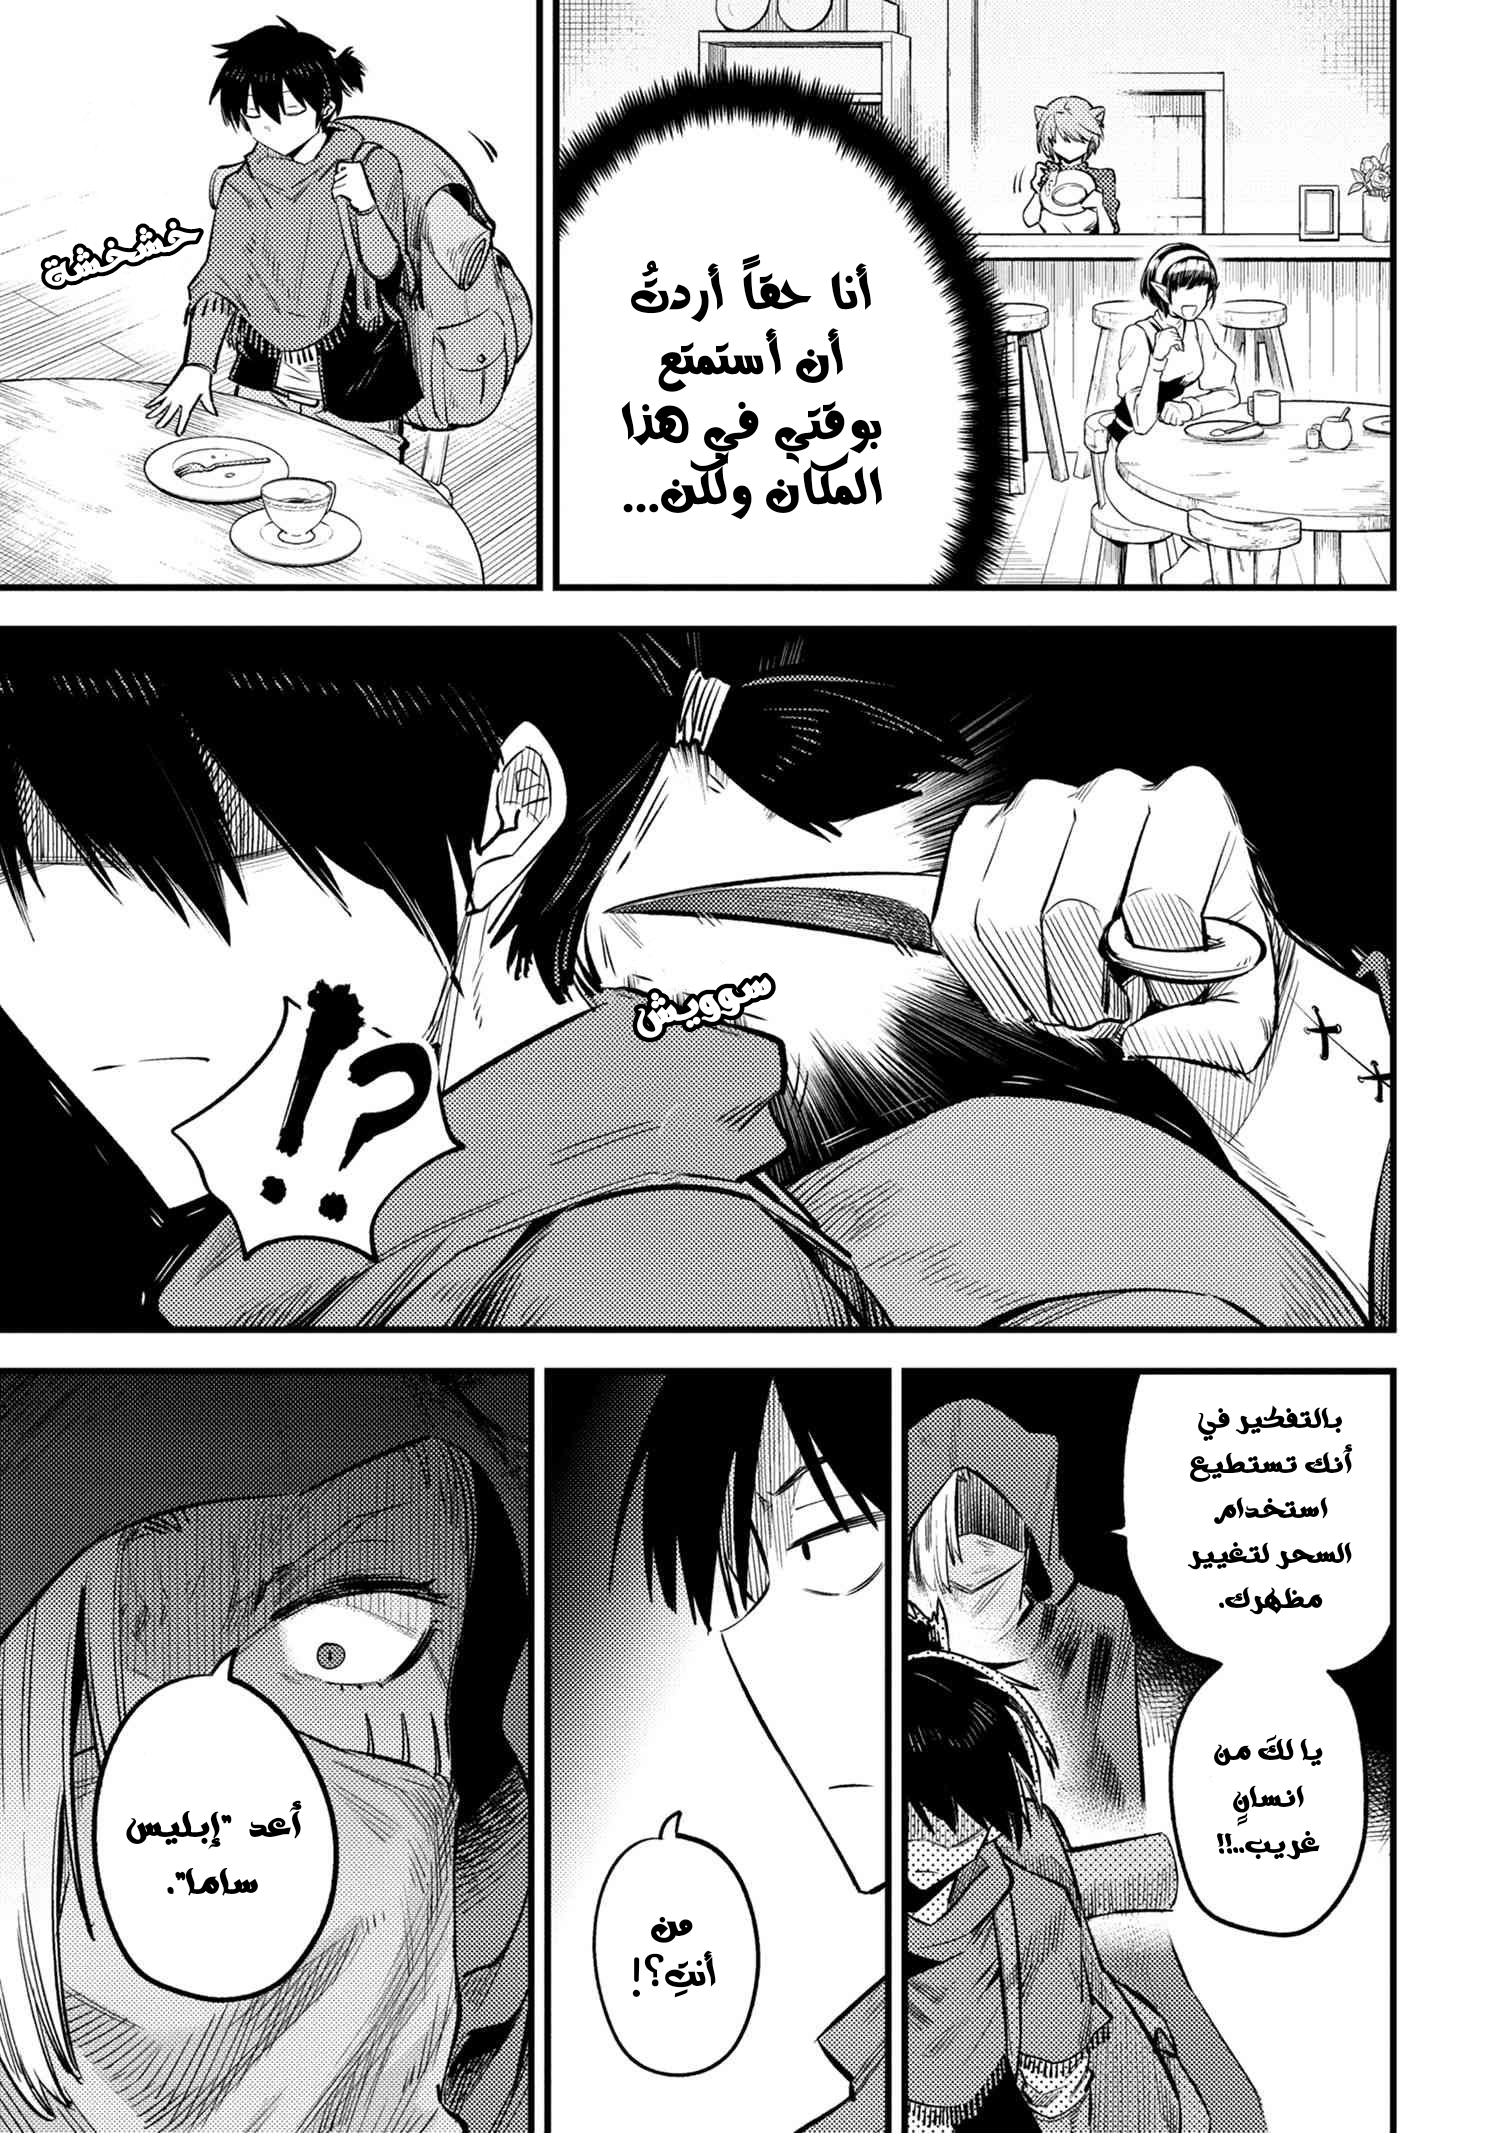 أنا حقاً أردتُ
أن أستمتع
بوقتي في هذا
المكان ولكن...
خشخشة
سوويش
!؟
بالتفكير في
أنك تستطيع
استخدام
السحر لتغيير
مظهرك.
يا لكَ من
انسانٍ
غريب..!!
من
أنتِ؟!
أعد "إبليس
ساما".